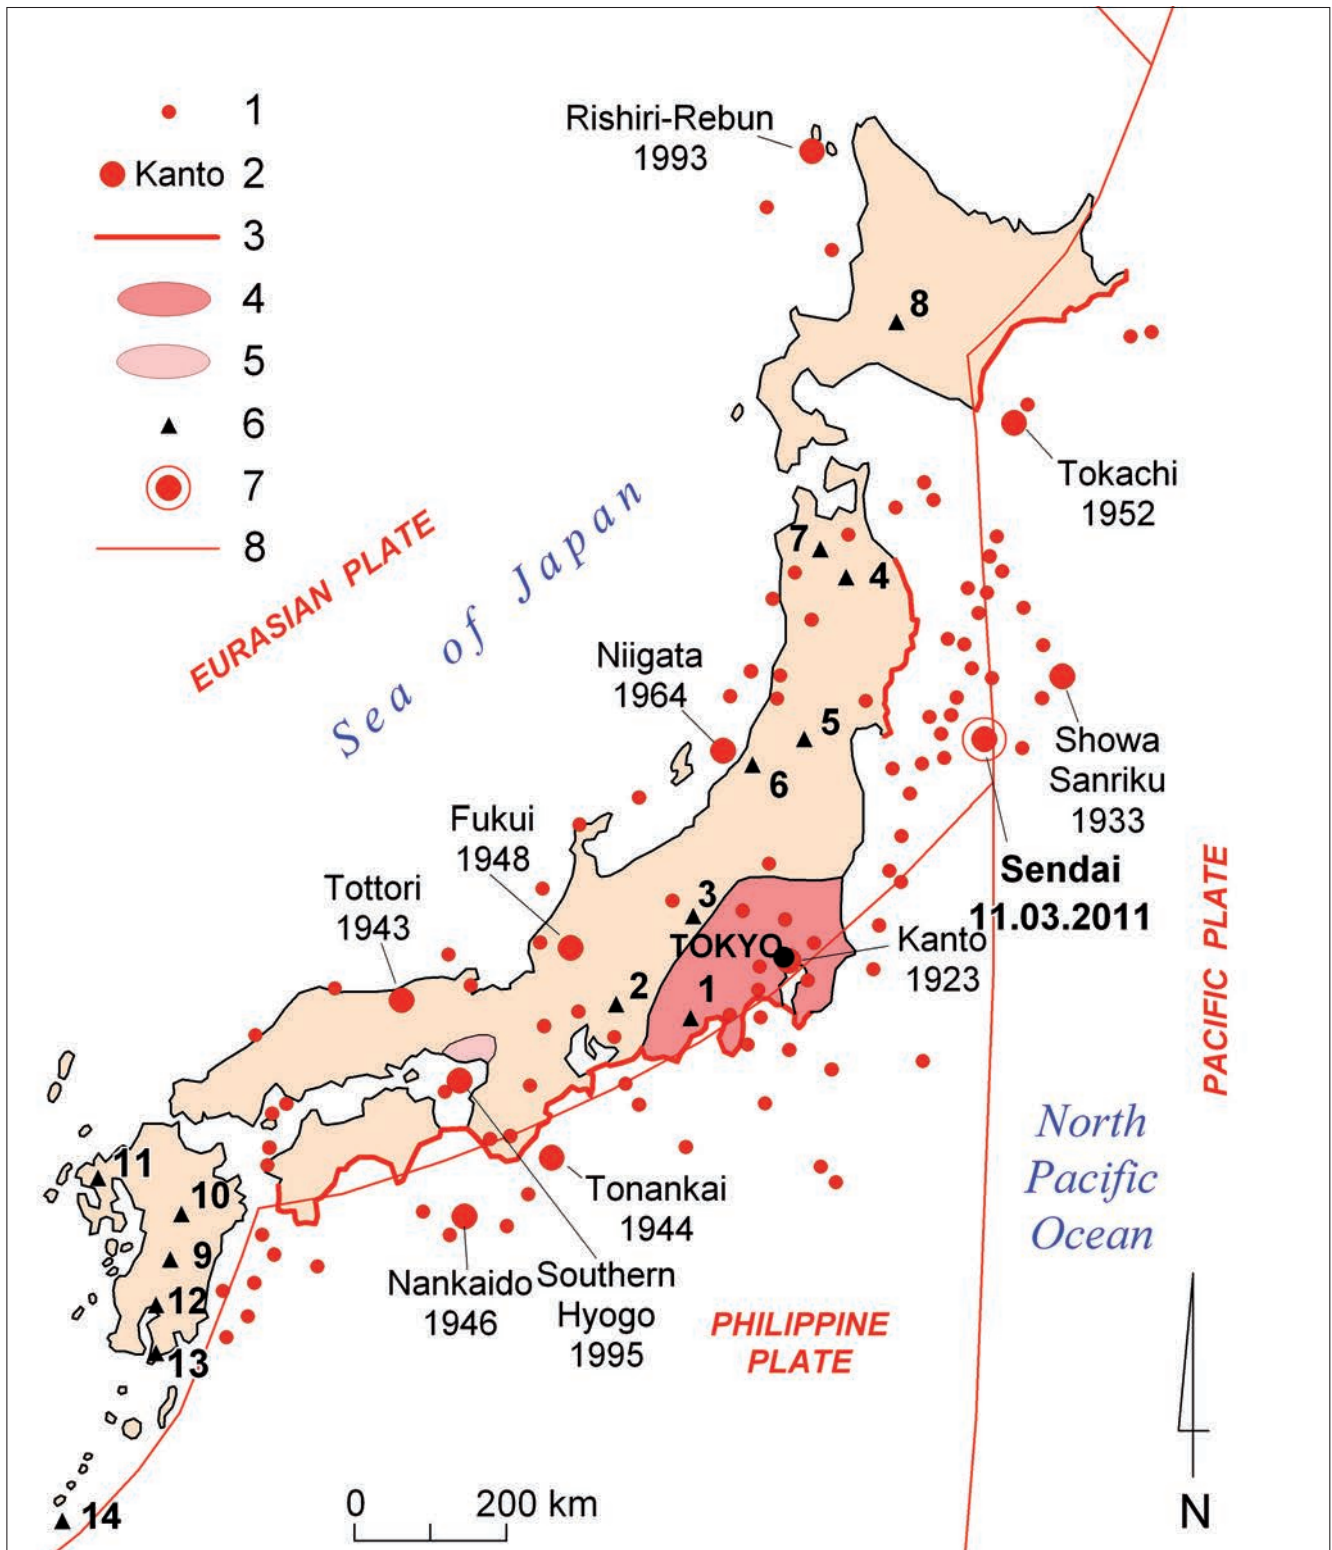 1
Kanto 2
3
4
5
6
7
8
Rishiri-Rebun
1993
8
Tokachi
1952
EURASIAN PLATE
Sea of Japan
7
4
Niigata
1964
5
6
Showa
Sanriku
1933
Fukui
1948
Sendai
11.03.2011
Tottori
1943
3
TOKYO
Kanto
1923
PACIFIC PLATE
2
1
North
Pacific
Ocean
11
10
9
12
13
14
Tonankai
1944
Nankaido
1946
Southern
Hyogo
1995
PHILIPPINE
PLATE
0 200 km
N